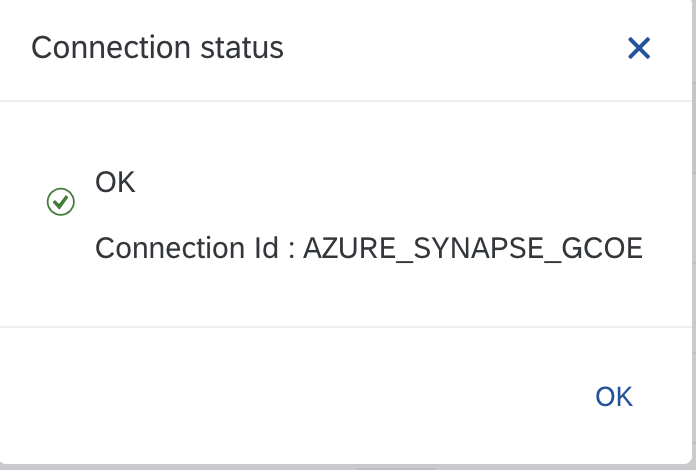 Connection status
OK
Connection Id : AZURE_SYNAPSE_GCOE
OK